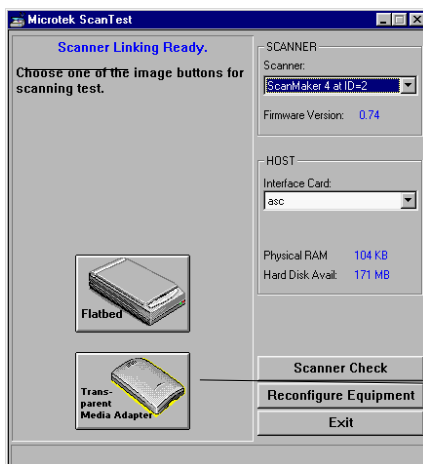 Microtek ScanTest
Scanner Linking Ready.
Choose one of the image buttons for
scanning test.
Flatbed
Trans-
parent
Media Adapter
SCANNER
Scanner:
ScanMaker 4 at ID=2
Firmware Version: 0.74
HOST
Interface Card:
asc
Physical RAM 104 KB
Hard Disk Avail: 171 MB
Scanner Check
Reconfigure Equipment
Exit